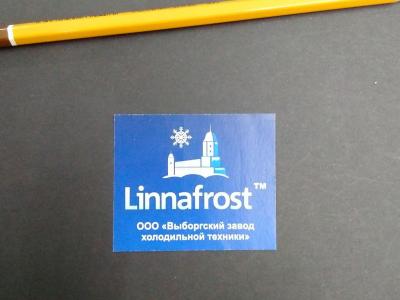 Linnafrost™
ООО «Выборгский завод
холодильной техники»